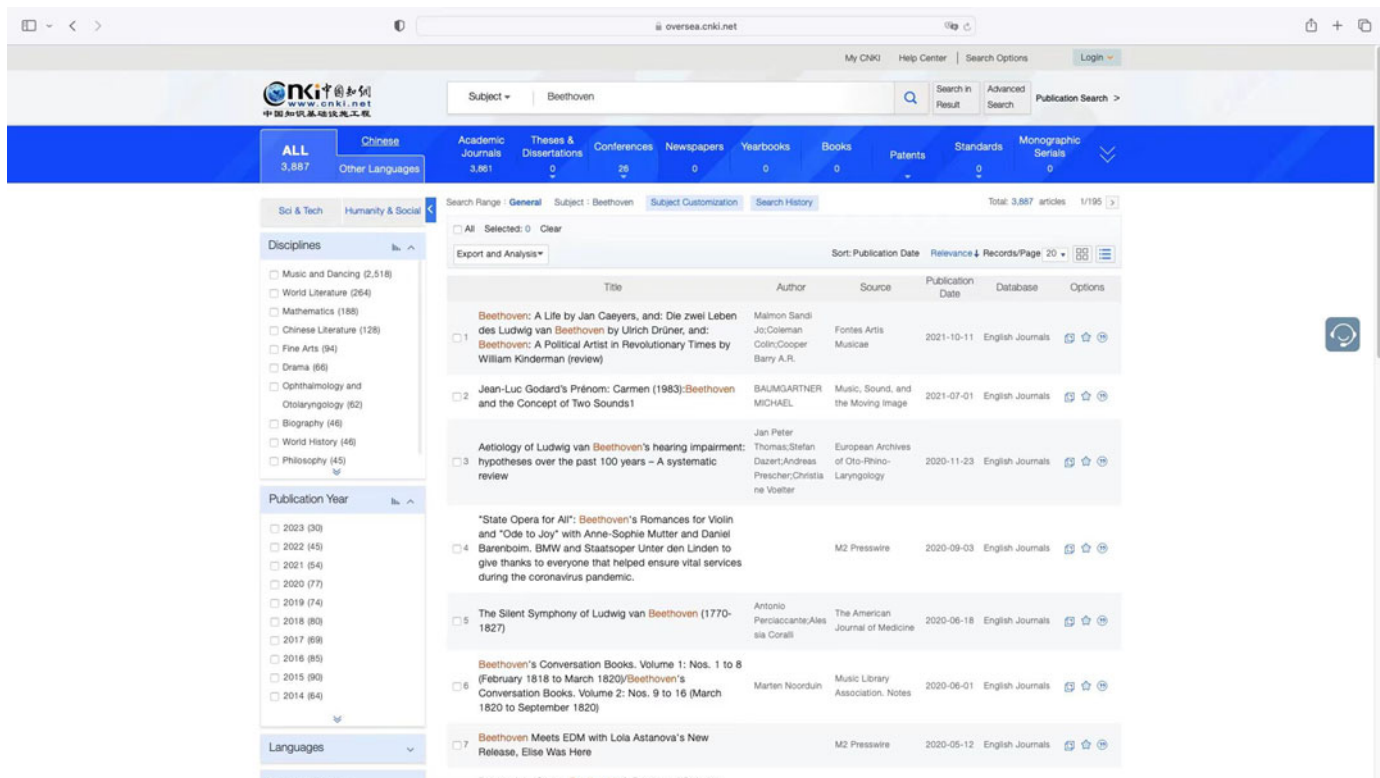 oversea.cnki.net
My CNKI Help Center | Search Options Login
Cnki中国知网
www.cnki.net
中国知识基础设施工程
Subject Beethoven
Search in Result
Advanced Search
Publication Search >
ALL
3,887
Chinese
Other Languages
Academic Journals
3,861
Theses & Dissertations
0
Conferences
26
Newspapers
0
Yearbooks
0
Books
0
Patents
Standards
0
Monographic Serials
0
Sci & Tech Humanity & Social
Search Range : General Subject : Beethoven Subject Customization Search History Total: 3,887 articles 1/195
All Selected: 0 Clear
Export and Analysis
Sort: Publication Date Relevance↓ Records/Page 20
Disciplines
Music and Dancing (2,518)
World Literature (264)
Mathematics (188)
Chinese Literature (128)
Fine Arts (94)
Drama (66)
Ophthalmology and
Otolaryngology (62)
Biography (46)
World History (46)
Philosophy (45)
Publication Year
2023 (30)
2022 (45)
2021 (54)
2020 (77)
2019 (74)
2018 (80)
2017 (69)
2016 (85)
2015 (90)
2014 (64)
Languages
Title Author Source Publication Date Database Options
1
Beethoven: A Life by Jan Caeyers, and: Die zwei Leben
des Ludwig van Beethoven by Ulrich Drüner, and:
Beethoven: A Political Artist in Revolutionary Times by
William Kinderman (review)
Maimon Sandi
Jo;Coleman
Colin;Cooper
Barry A.R.
Fontes Artis
Musicae
2021-10-11 English Journals
2
Jean-Luc Godard's Prénom: Carmen (1983):Beethoven
and the Concept of Two Sounds1
BAUMGARTNER
MICHAEL
Music, Sound, and
the Moving Image
2021-07-01 English Journals
3
Aetiology of Ludwig van Beethoven's hearing impairment:
hypotheses over the past 100 years – A systematic
review
Jan Peter
Thomas;Stefan
Dazert;Andreas
Prescher;Christia
ne Voelter
European Archives
of Oto-Rhino-
Laryngology
2020-11-23 English Journals
4
"State Opera for All": Beethoven's Romances for Violin
and "Ode to Joy" with Anne-Sophie Mutter and Daniel
Barenboim. BMW and Staatsoper Unter den Linden to
give thanks to everyone that helped ensure vital services
during the coronavirus pandemic.
M2 Presswire
2020-09-03 English Journals
5
The Silent Symphony of Ludwig van Beethoven (1770-
1827)
Antonio
Perciaccante;Ales
sia Coralli
The American
Journal of Medicine
2020-06-18 English Journals
6
Beethoven's Conversation Books. Volume 1: Nos. 1 to 8
(February 1818 to March 1820)/Beethoven's
Conversation Books. Volume 2: Nos. 9 to 16 (March
1820 to September 1820)
Marten Noorduin
Music Library
Association. Notes
2020-06-01 English Journals
7
Beethoven Meets EDM with Lola Astanova's New
Release, Elise Was Here
M2 Presswire
2020-05-12 English Journals